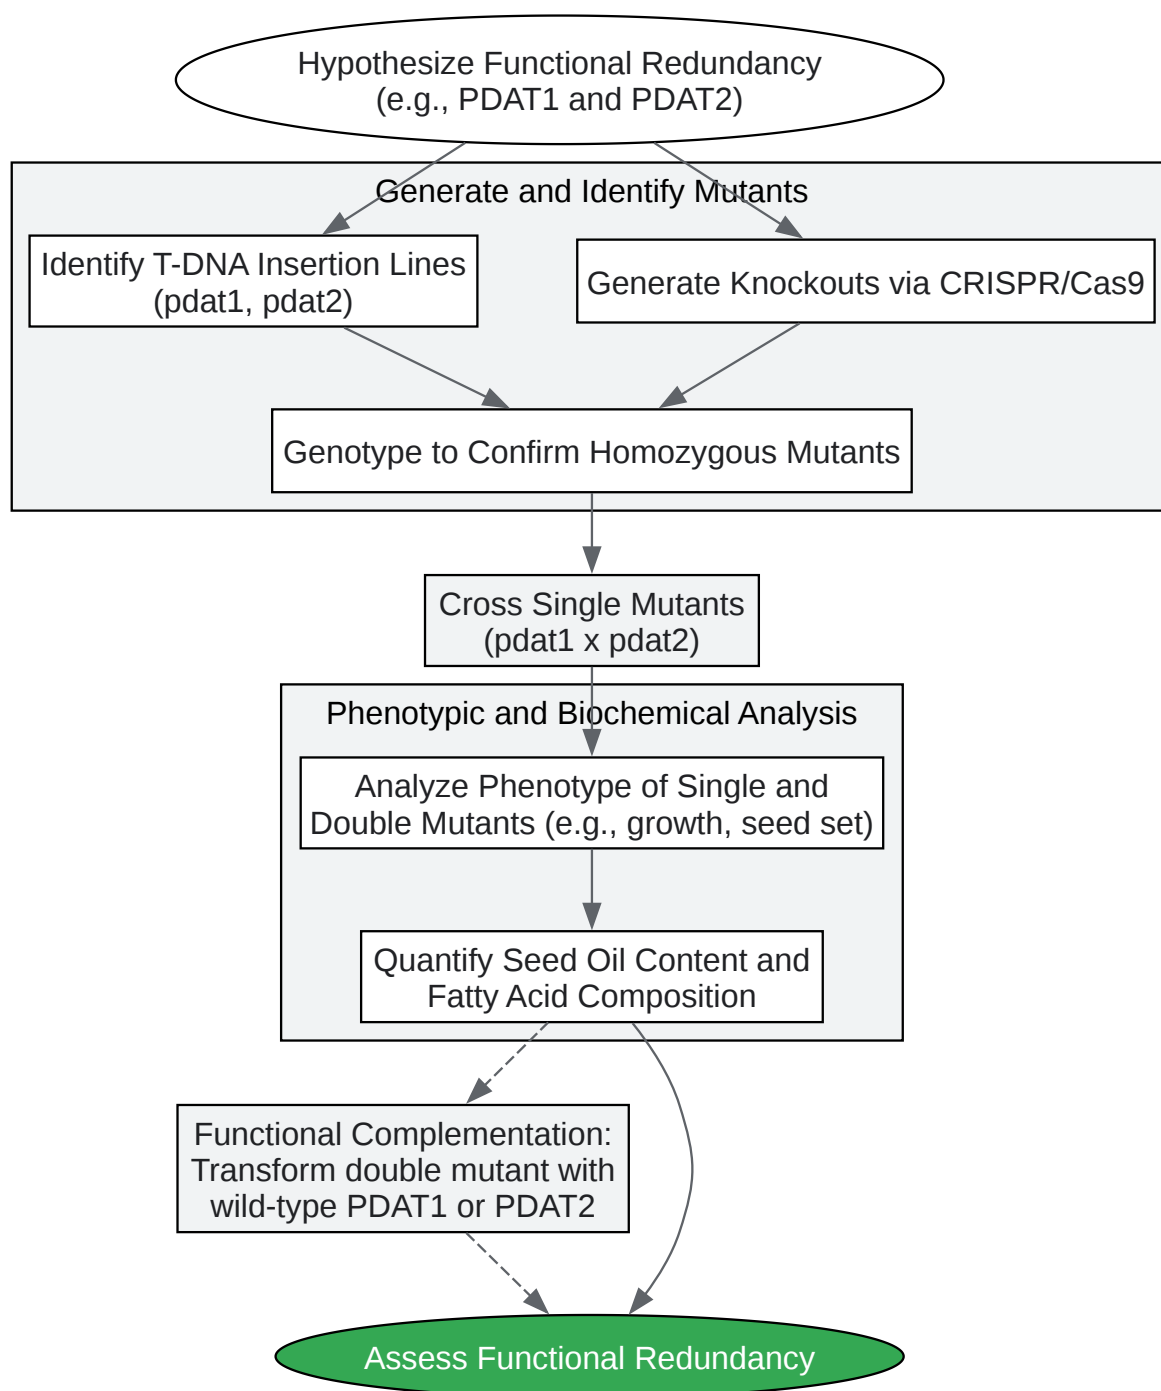 Hypothesize Functional Redundancy
(e.g., PDAT1 and PDAT2)
Generate and Identify Mutants
Identify T-DNA Insertion Lines
(pdat1, pdat2)
Generate Knockouts via CRISPR/Cas9
Genotype to Confirm Homozygous Mutants
Cross Single Mutants
(pdat1 x pdat2)
Phenotypic and Biochemical Analysis
Analyze Phenotype of Single and
Double Mutants (e.g., growth, seed set)
Quantify Seed Oil Content and
Fatty Acid Composition
Functional Complementation:
Transform double mutant with
wild-type PDAT1 or PDAT2
Assess Functional Redundancy